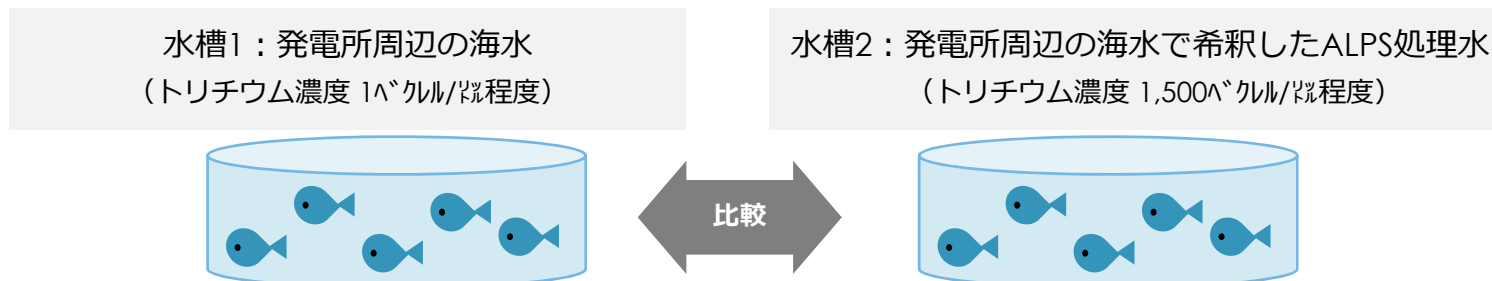 水槽1：発電所周辺の海水
（トリチウム濃度 1ﾍﾞｸﾚﾙ/㍑程度）
水槽2：発電所周辺の海水で希釈したALPS処理水
（トリチウム濃度 1,500ﾍﾞｸﾚﾙ/㍑程度）
比較